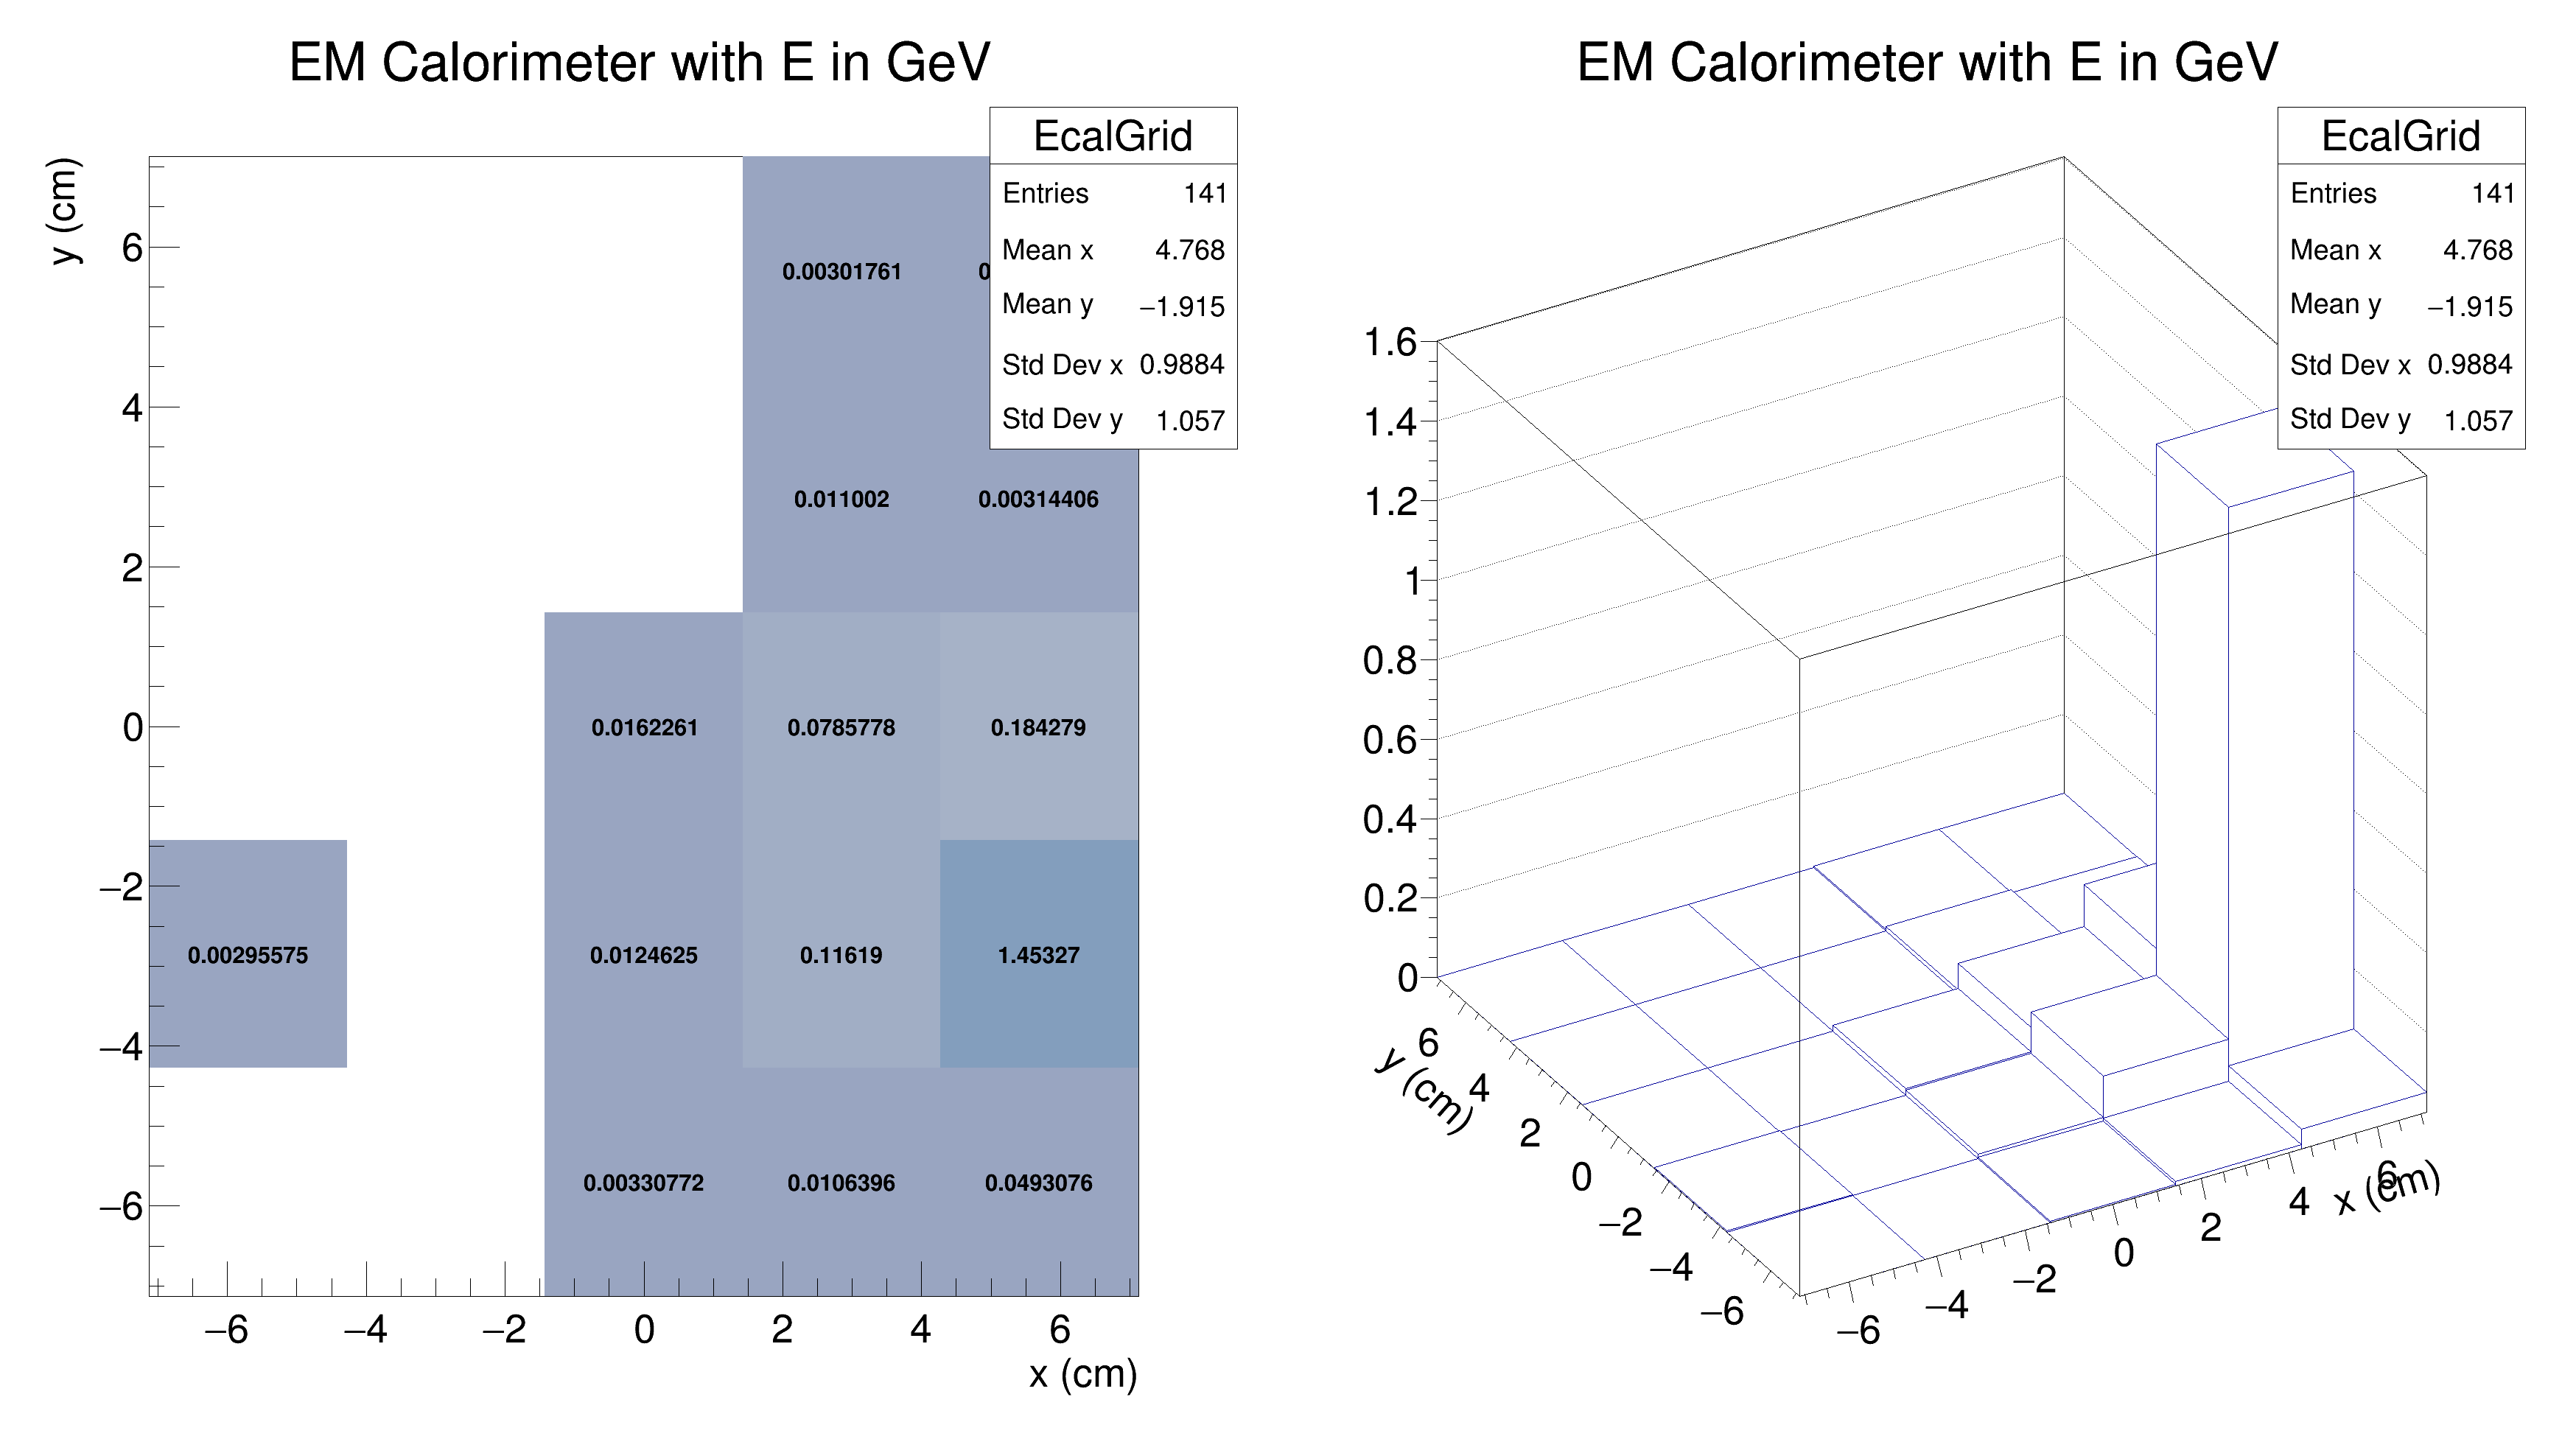 EM Calorimeter with E in GeV
EcalGrid
Entries 141
Mean x 4.768
Mean y −1.915
Std Dev x 0.9884
Std Dev y 1.057
y (cm)
6
4
2
0
−2
−4
−6
0.00301761
0.011002 0.00314406
0.0162261 0.0785778 0.184279
0.00295575 0.0124625 0.11619 1.45327
0.00330772 0.0106396 0.0493076
−6 −4 −2 0 2 4 6
x (cm)
EM Calorimeter with E in GeV
EcalGrid
Entries 141
Mean x 4.768
Mean y −1.915
Std Dev x 0.9884
Std Dev y 1.057
1.6
1.4
1.2
1
0.8
0.6
0.4
0.2
0
6
4
2
0
−2
−4
−6
y (cm)
−6
−4
−2
0
2
4
6
x (cm)